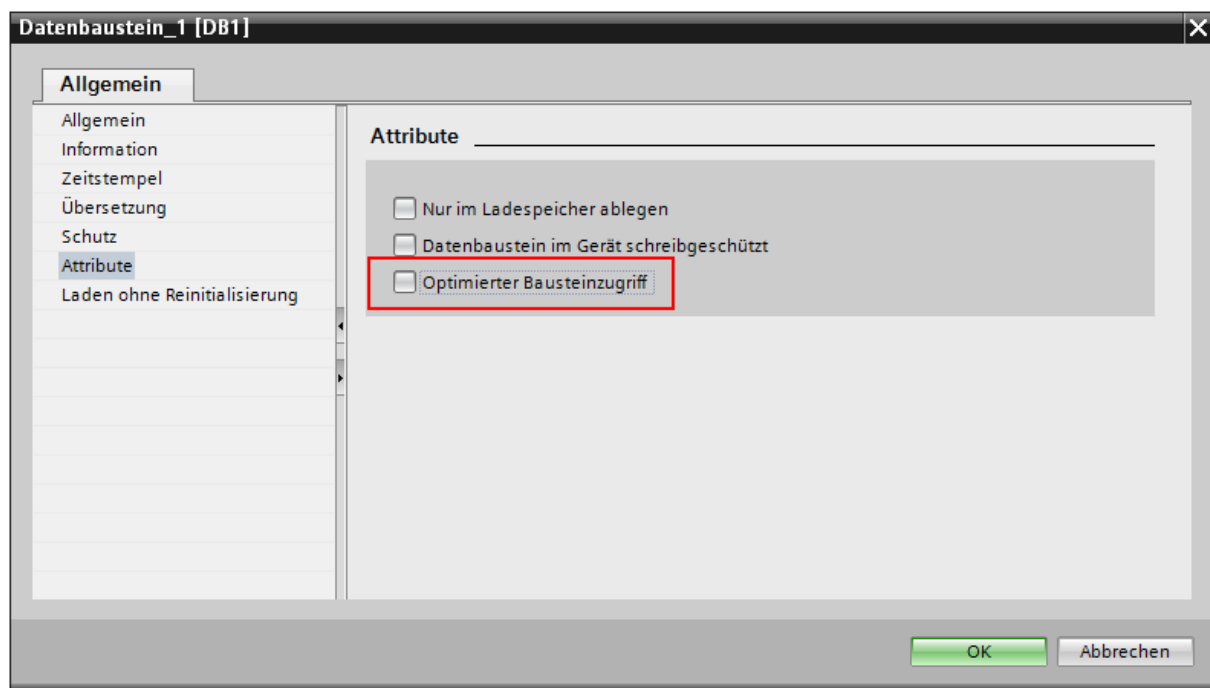 Datenbaustein_1 [DB1]
Allgemein
Allgemein
Information
Zeitstempel
Übersetzung
Schutz
Attribute
Laden ohne Reinitialisierung
Attribute
Nur im Ladespeicher ablegen
Datenbaustein im Gerät schreibgeschützt
Optimierter Bausteinzugriff
OK
Abbrechen